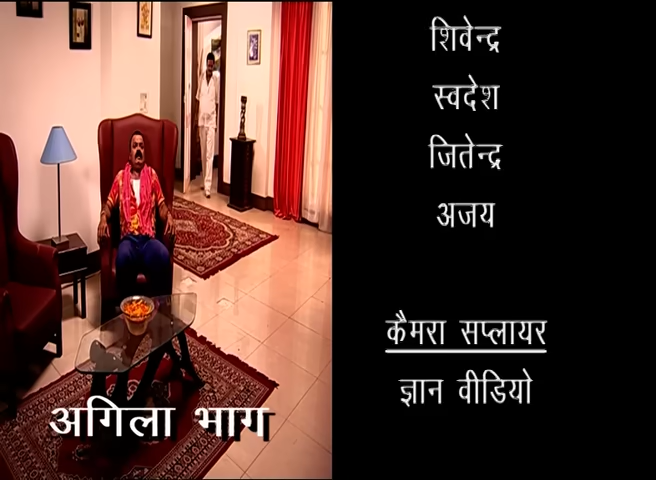 शिवेन्द्र
स्वदेश
जितेन्द्र
अजय
कैमरा सप्लायर
ज्ञान वीडियो
अगिला भाग